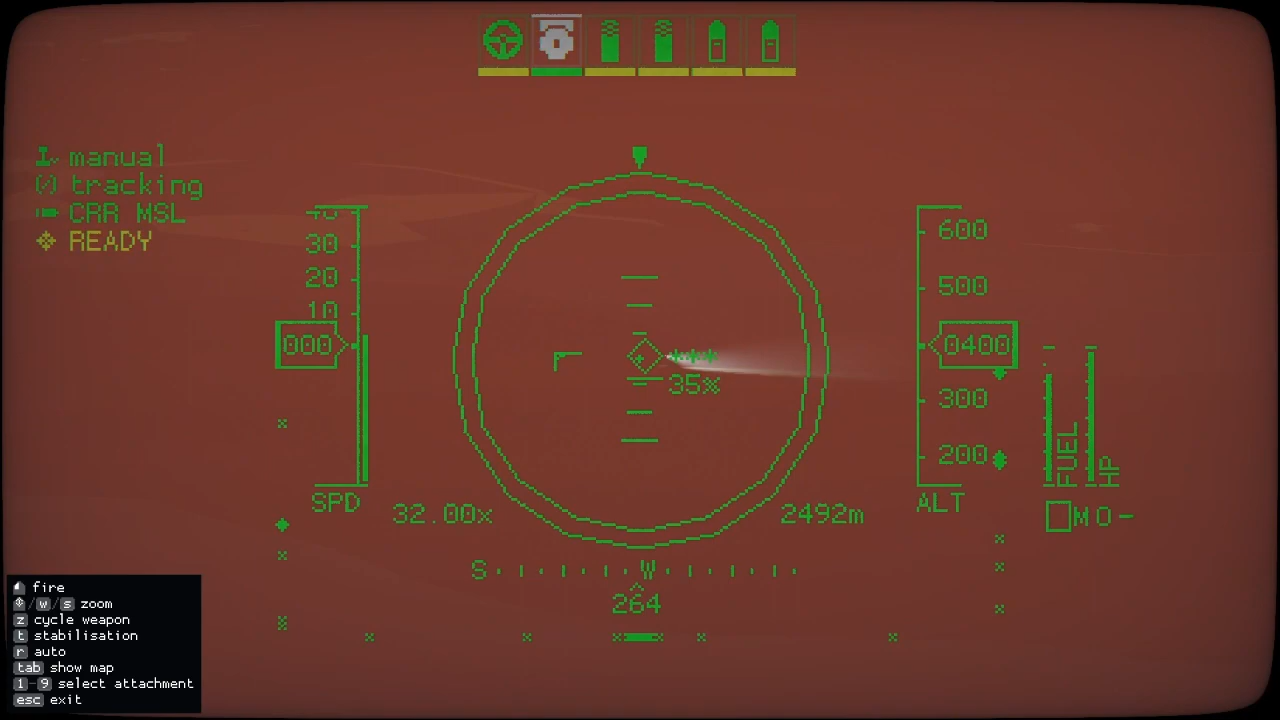 manual
tracking
CRR MSL
READY
30
20
10
000
SPD
600
500
0400
300
200
ALT
35%
32.00x
2492m
FUEL
HP
M 0 -
S W
264
fire
/ w / s zoom
z cycle weapon
t stabilisation
r auto
tab show map
1 - 9 select attachment
esc exit